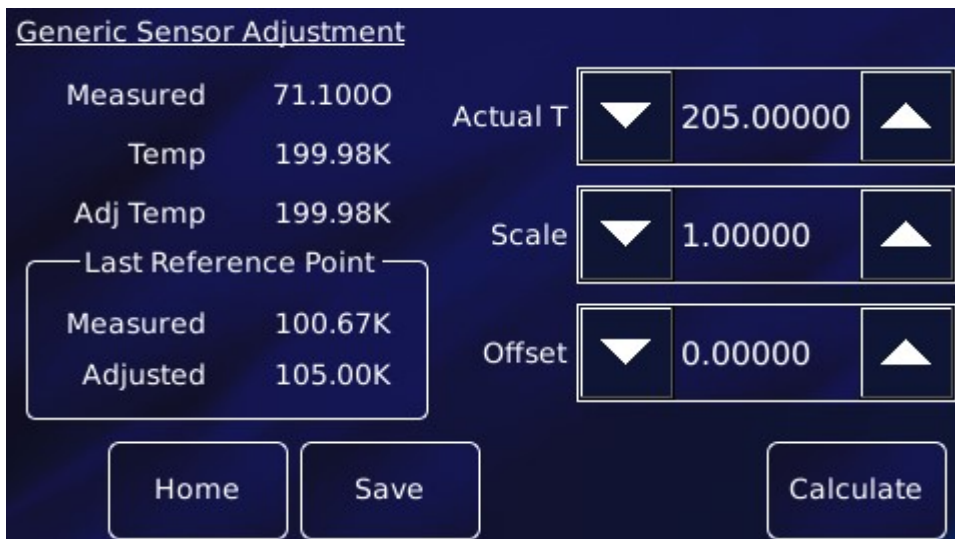 Generic Sensor Adjustment
Measured 71.100O
Temp 199.98K
Adj Temp 199.98K
Last Reference Point
Measured 100.67K
Adjusted 105.00K
Actual T 205.00000
Scale 1.00000
Offset 0.00000
Home Save Calculate